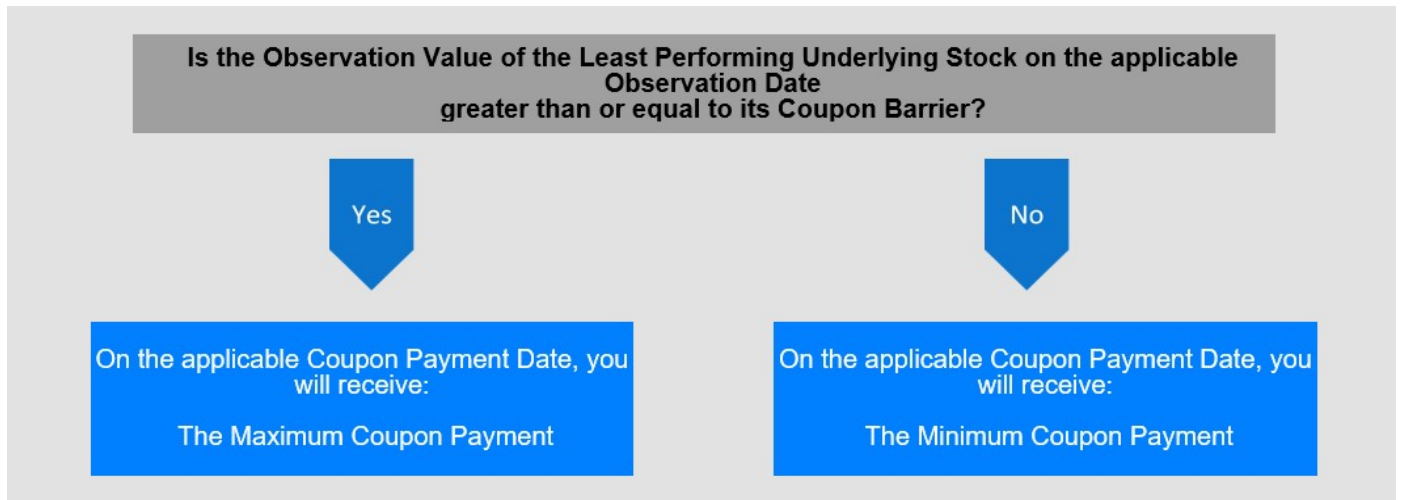 Is the Observation Value of the Least Performing Underlying Stock on the applicable
Observation Date
greater than or equal to its Coupon Barrier?
Yes
No
On the applicable Coupon Payment Date, you
will receive:
The Maximum Coupon Payment
On the applicable Coupon Payment Date, you
will receive:
The Minimum Coupon Payment